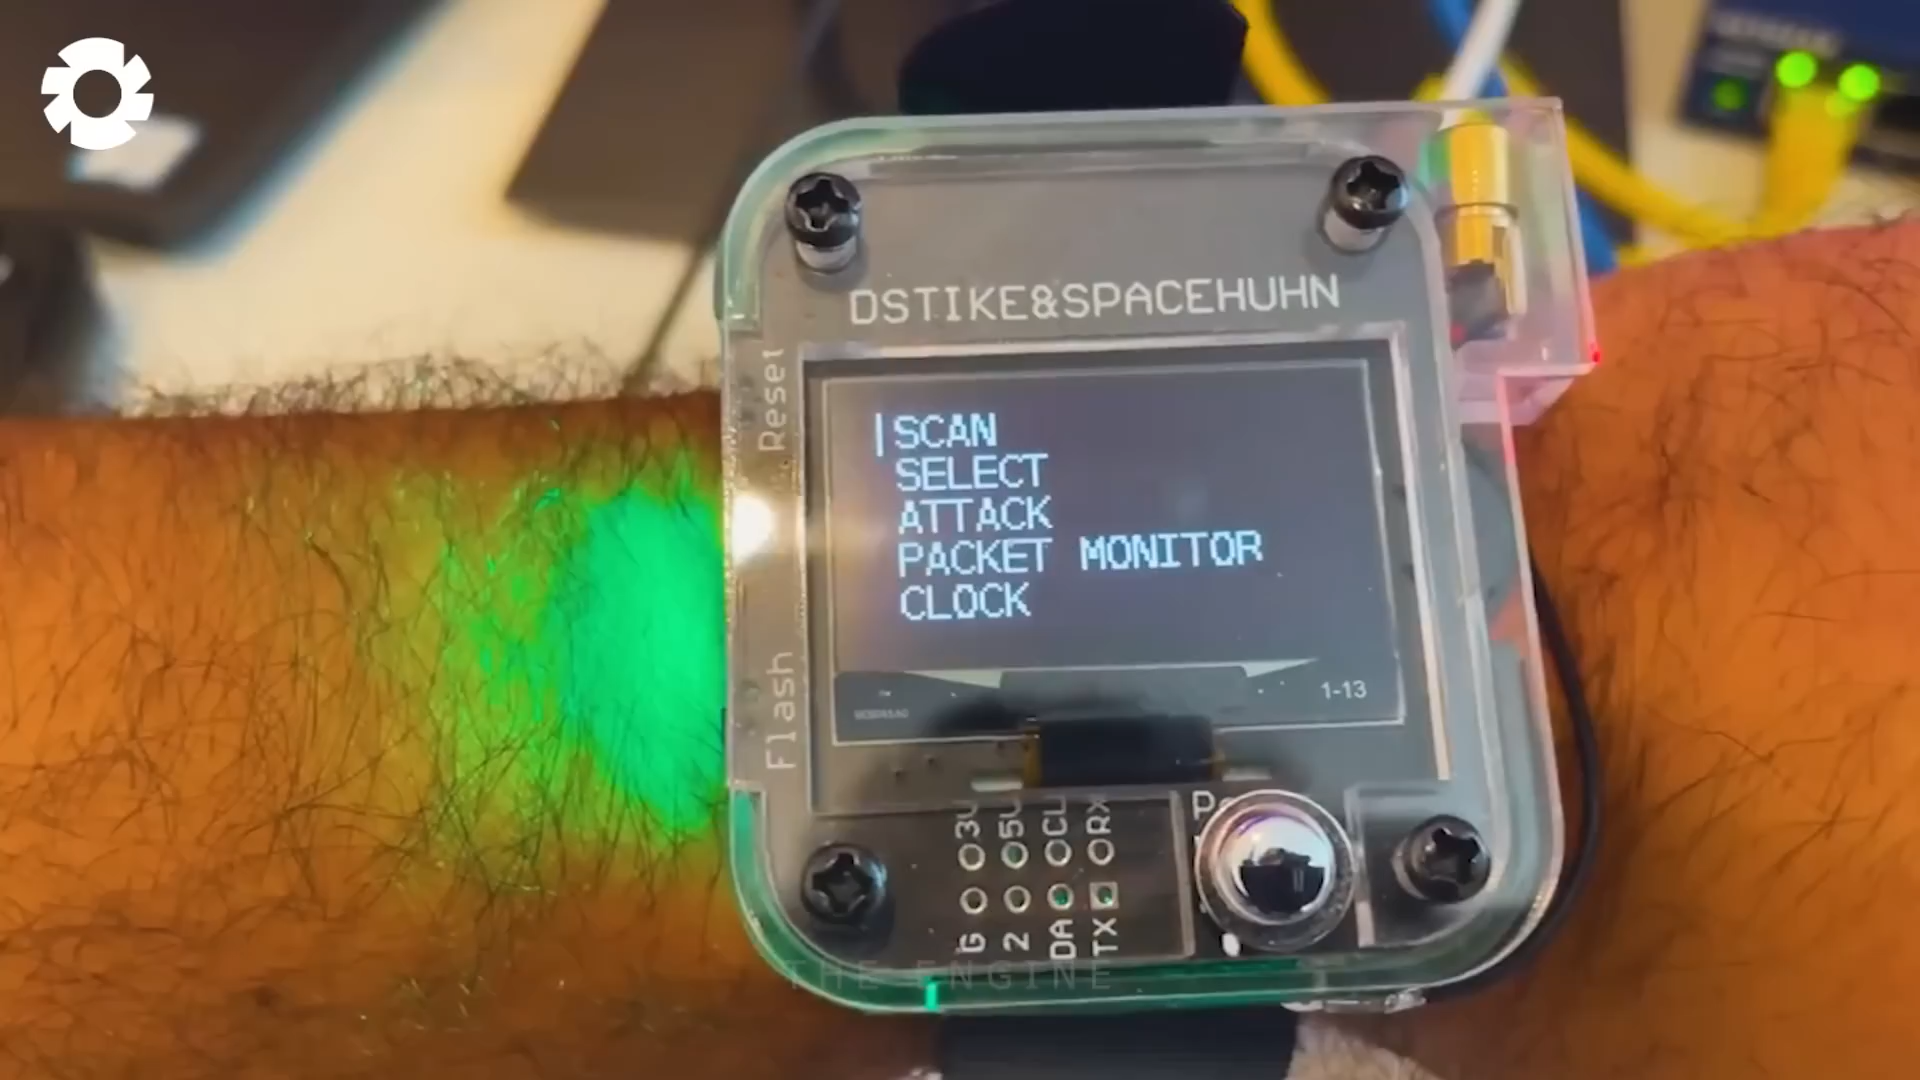 DSTIKE&SPACEHUHN
Reset
SCAN
SELECT
ATTACK
PACKET MONITOR
CLOCK
1-13
Flash
3V 5V CL RX
G 2 DA TX
THE ENGINE